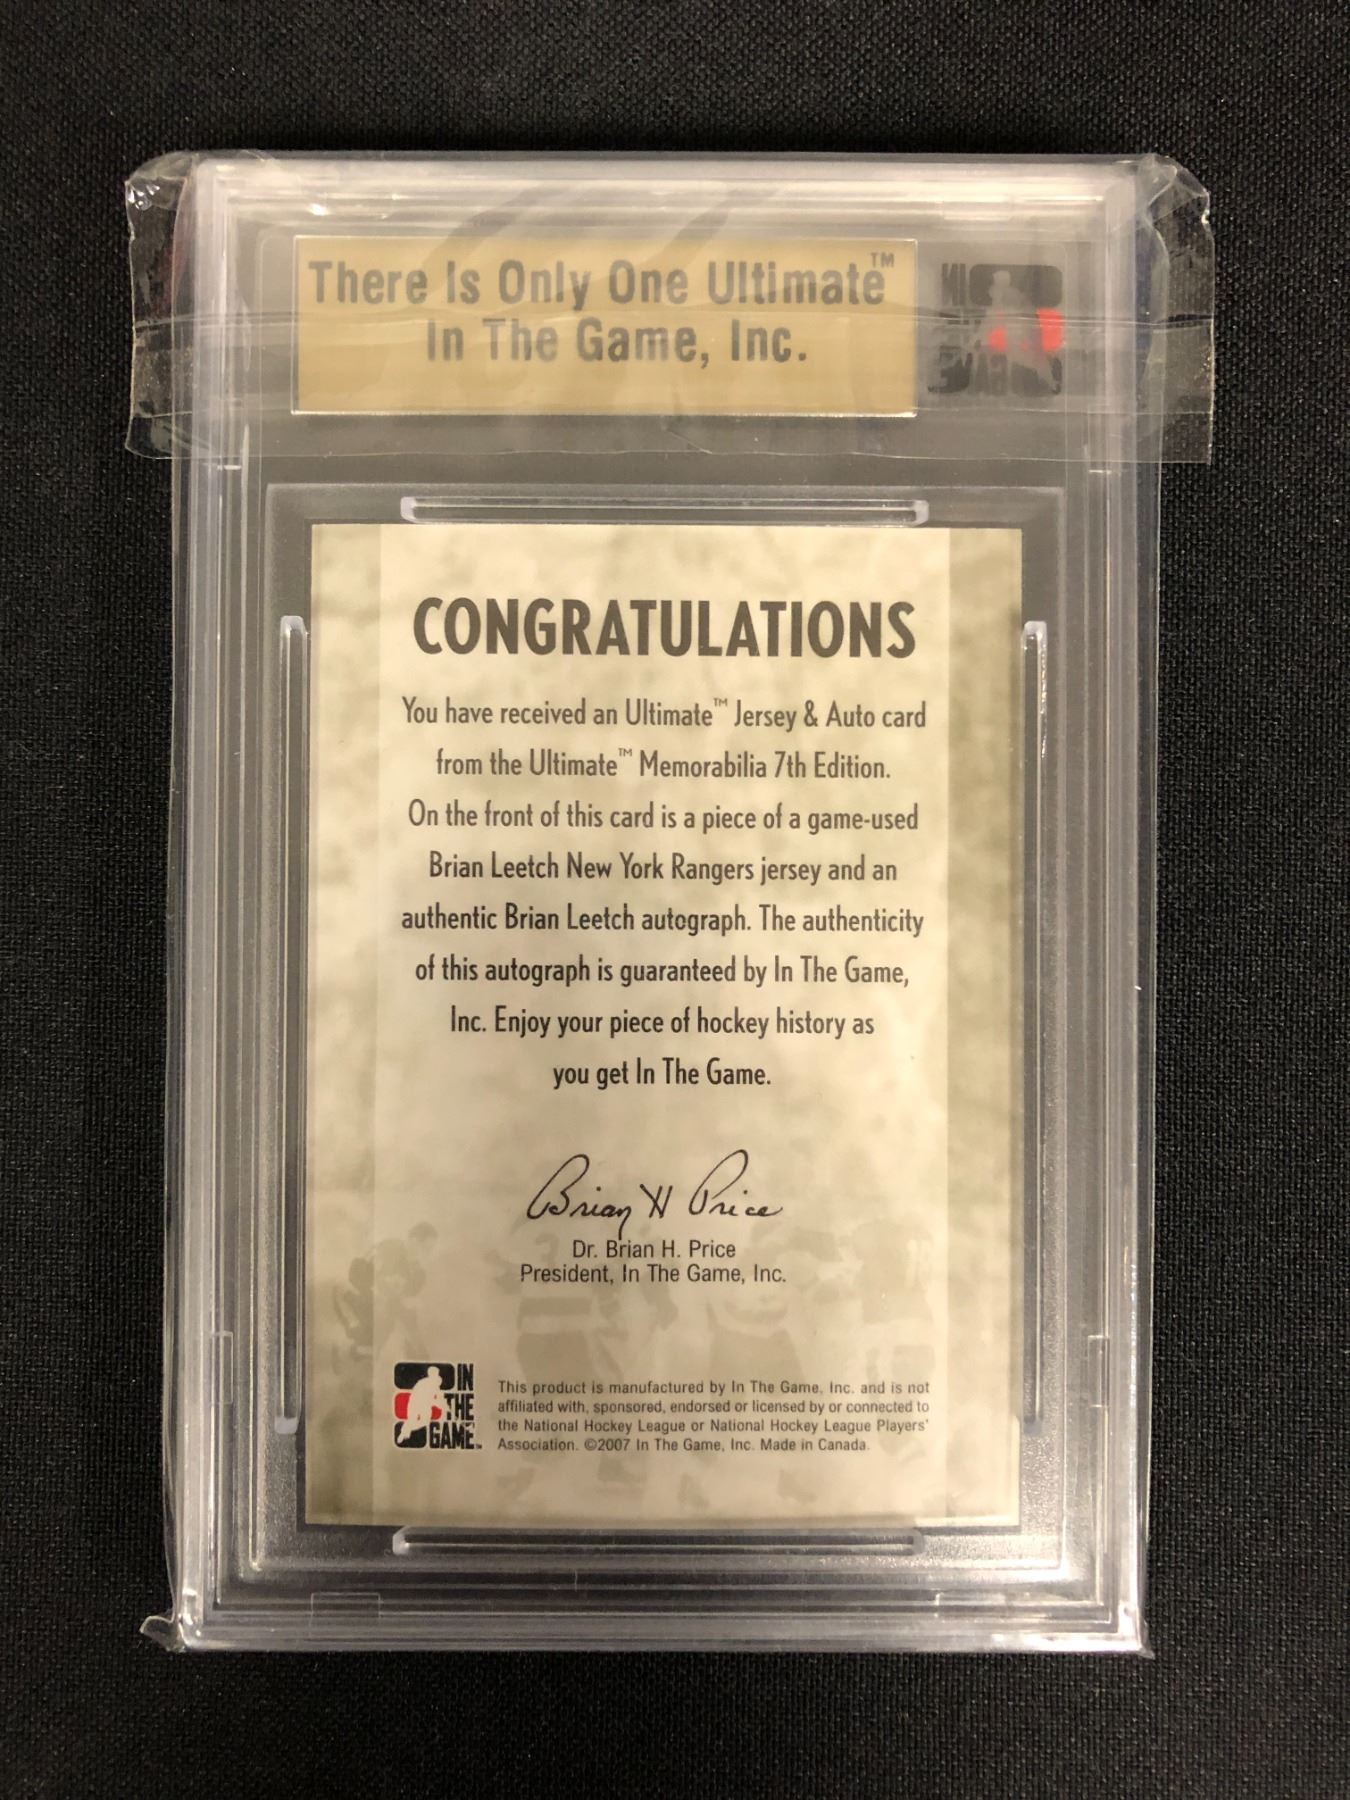 There Is Only One Ultimate™
In The Game, Inc.
IN
THE
GAME
CONGRATULATIONS
You have received an Ultimate™ Jersey & Auto card
from the Ultimate™ Memorabilia 7th Edition.
On the front of this card is a piece of a game-used
Brian Leetch New York Rangers jersey and an
authentic Brian Leetch autograph. The authenticity
of this autograph is guaranteed by In The Game,
Inc. Enjoy your piece of hockey history as
you get In The Game.
Brian H Price
Dr. Brian H. Price
President, In The Game, Inc.
IN
THE
GAME™
This product is manufactured by In The Game, Inc. and is not
affiliated with, sponsored, endorsed or licensed by or connected to
the National Hockey League or National Hockey League Players'
Association. ©2007 In The Game, Inc. Made in Canada.